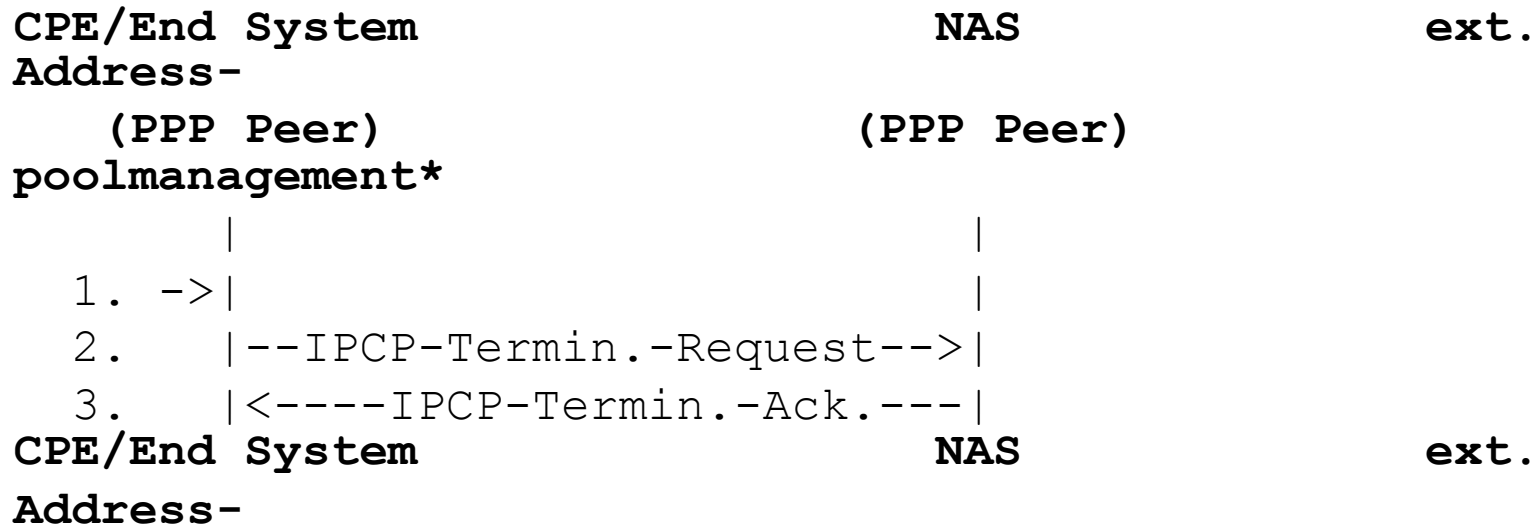 CPE/End System                           NAS                     ext.
Address-
    (PPP Peer)                       (PPP Peer)
poolmanagement*
       |                                |
  1. ->|                                |
  2.   |--IPCP-Termin.-Request-->|
  3.   |<----IPCP-Termin.-Ack.---|
CPE/End System                           NAS                     ext.
Address-